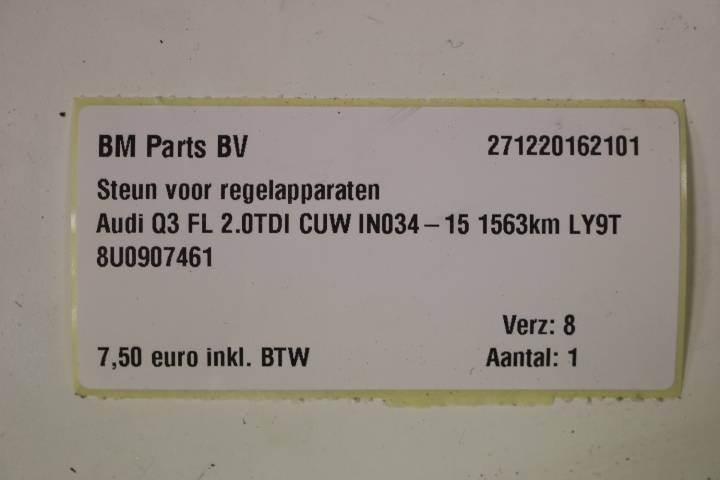 BM Parts BV 271220162101
Steun voor regelapparaten
Audi Q3 FL 2.0TDI CUW IN034 – 15 1563km LY9T
8U0907461
Verz: 8
7,50 euro inkl. BTW Aantal: 1